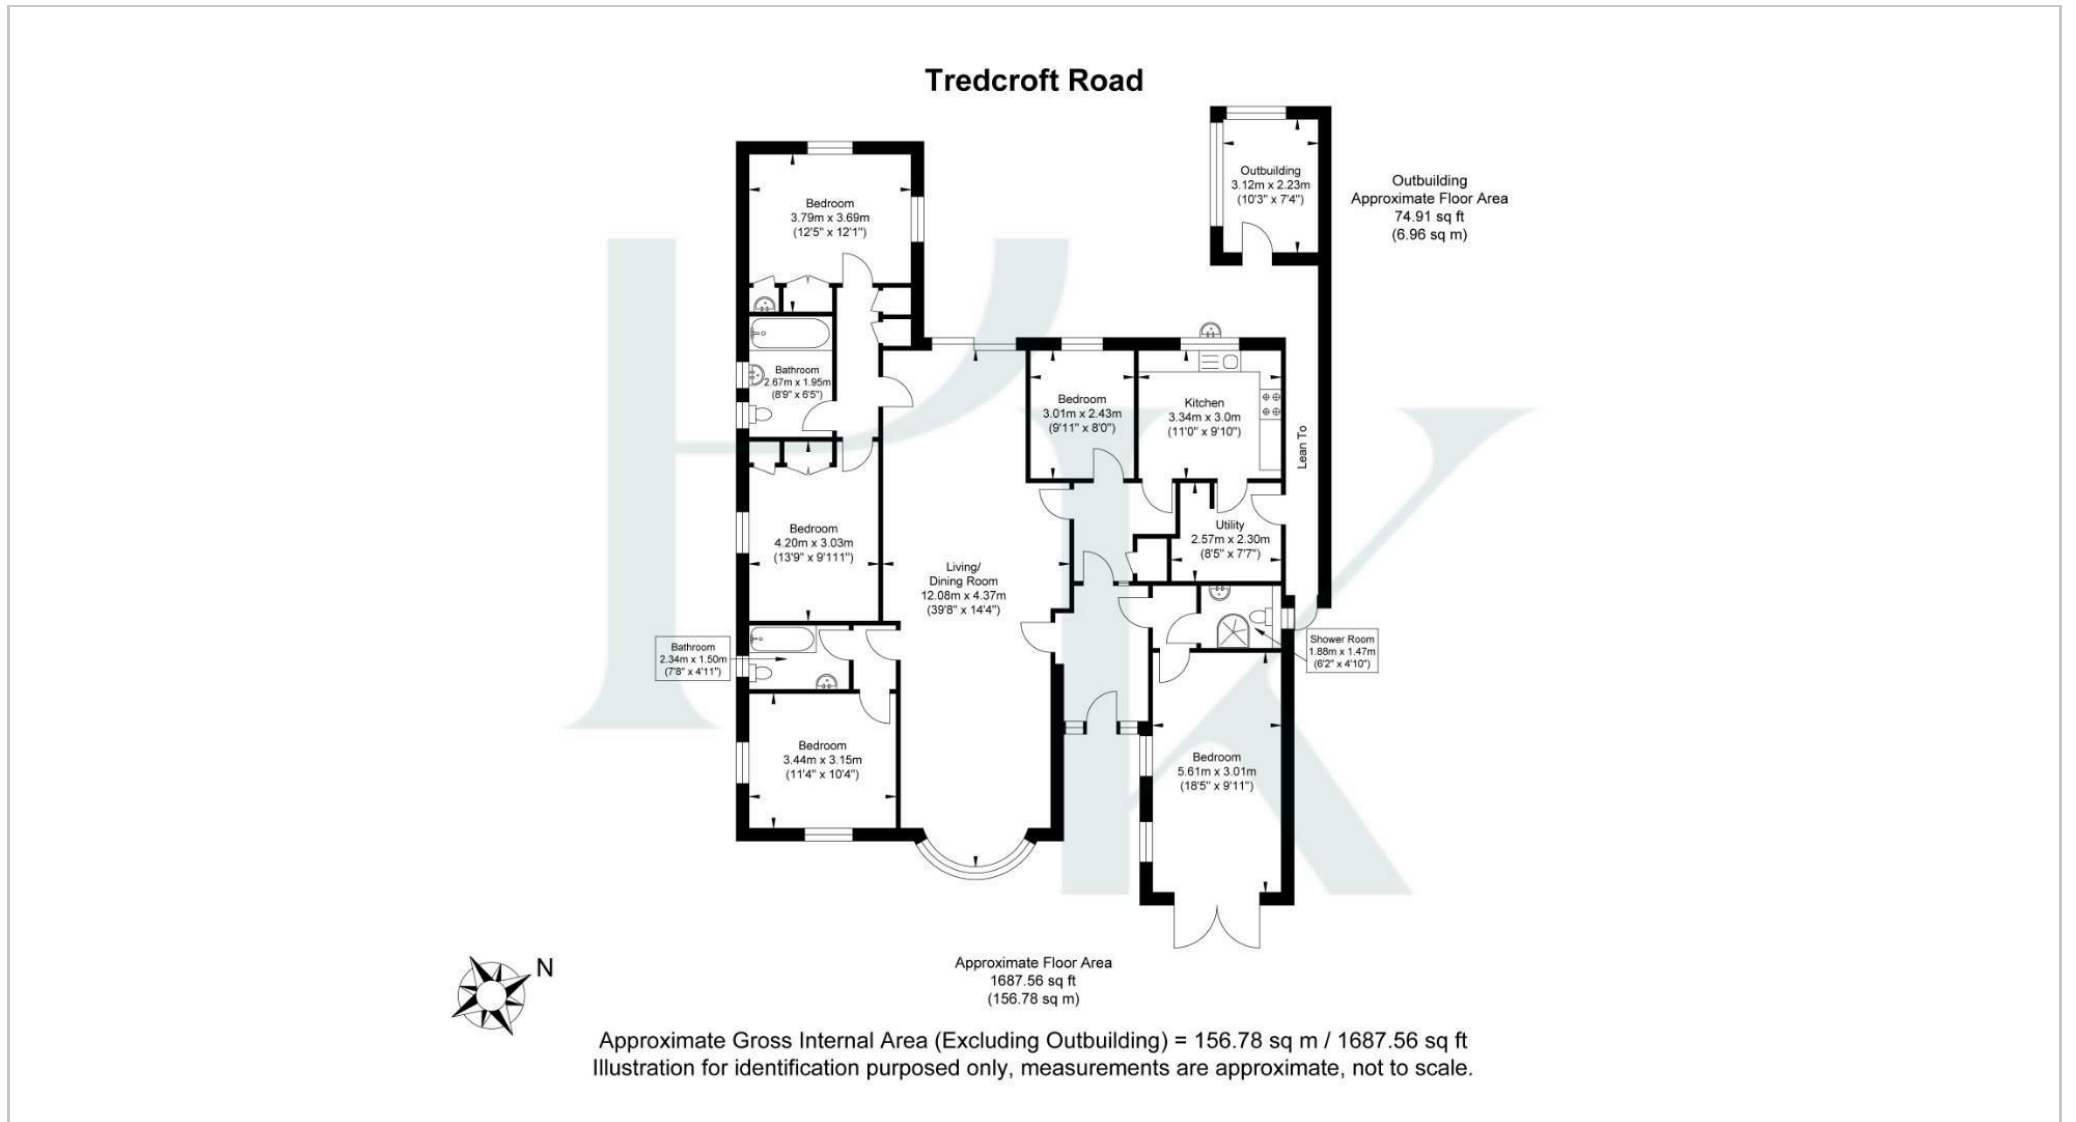 Tredcroft Road
Outbuilding
3.12m x 2.23m
(10'3" x 7'4")
Outbuilding
Approximate Floor Area
74.91 sq ft
(6.96 sq m)
Bedroom
3.79m x 3.69m
(12'5" x 12'1")
Bathroom
2.67m x 1.95m
(8'9" x 6'5")
Bedroom
3.01m x 2.43m
(9'11" x 8'0")
Kitchen
3.34m x 3.0m
(11'0" x 9'10")
Lean To
Bedroom
4.20m x 3.03m
(13'9" x 9'111")
Utility
2.57m x 2.30m
(8'5" x 7'7")
Living/
Dining Room
12.08m x 4.37m
(39'8" x 14'4")
Bathroom
2.34m x 1.50m
(7'8" x 4'11")
Shower Room
1.88m x 1.47m
(6'2" x 4'10")
Bedroom
3.44m x 3.15m
(11'4" x 10'4")
Bedroom
5.61m x 3.01m
(18'5" x 9'11")
N
Approximate Floor Area
1687.56 sq ft
(156.78 sq m)
Approximate Gross Internal Area (Excluding Outbuilding) = 156.78 sq m / 1687.56 sq ft
Illustration for identification purposed only, measurements are approximate, not to scale.